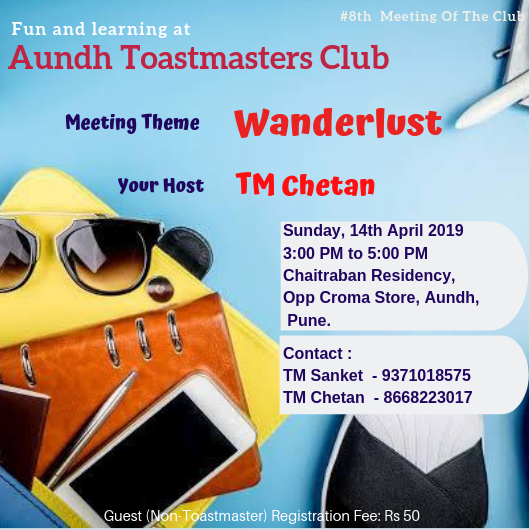 #8th Meeting Of The Club
Fun and learning at
Aundh Toastmasters Club
Meeting Theme Wanderlust
Your Host TM Chetan
Sunday, 14th April 2019
3:00 PM to 5:00 PM
Chaitraban Residency,
Opp Croma Store, Aundh,
Pune.
Contact :
TM Sanket - 9371018575
TM Chetan - 8668223017
Guest (Non-Toastmaster) Registration Fee: Rs 50